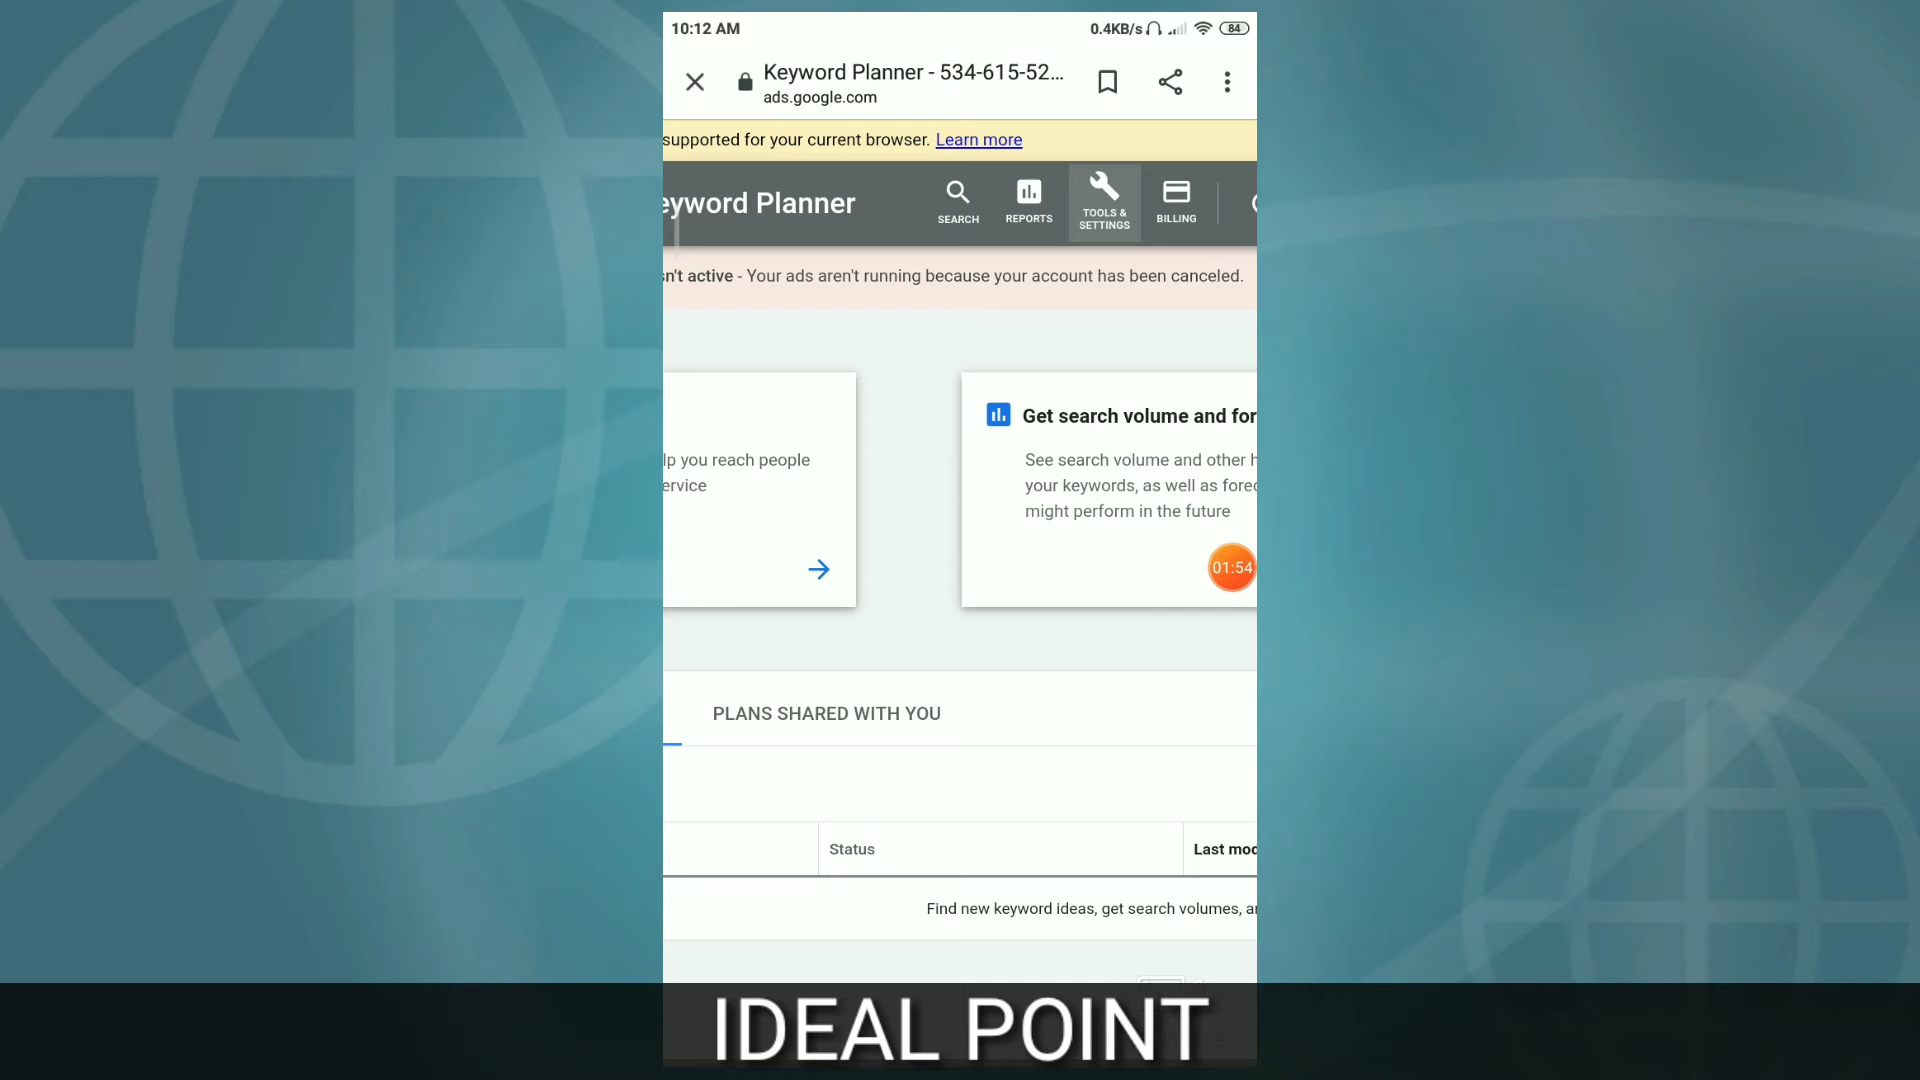 10:12 AM
0.4KB/s
84
Keyword Planner - 534-615-52...
ads.google.com
supported for your current browser. Learn more
eyword Planner
SEARCH
REPORTS
TOOLS &
SETTINGS
BILLING
n't active - Your ads aren't running because your account has been canceled.
Get search volume and for
lp you reach people
ervice
See search volume and other h
your keywords, as well as forec
might perform in the future
01:54
PLANS SHARED WITH YOU
Status
Last mod
Find new keyword ideas, get search volumes, an
IDEAL POINT